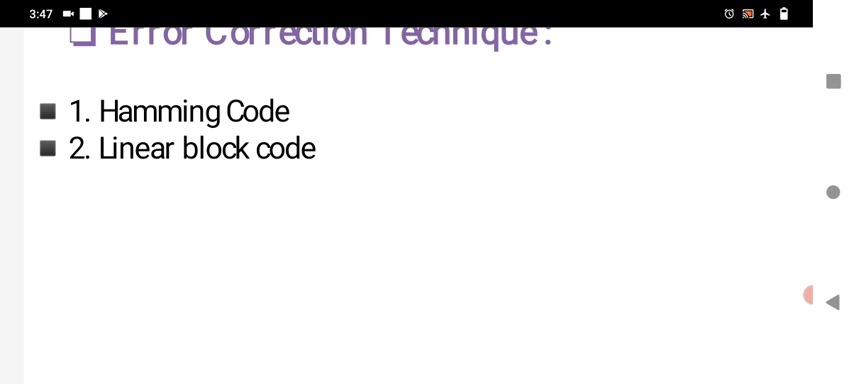 3:47
Error Correction Technique:
1. Hamming Code
2. Linear block code